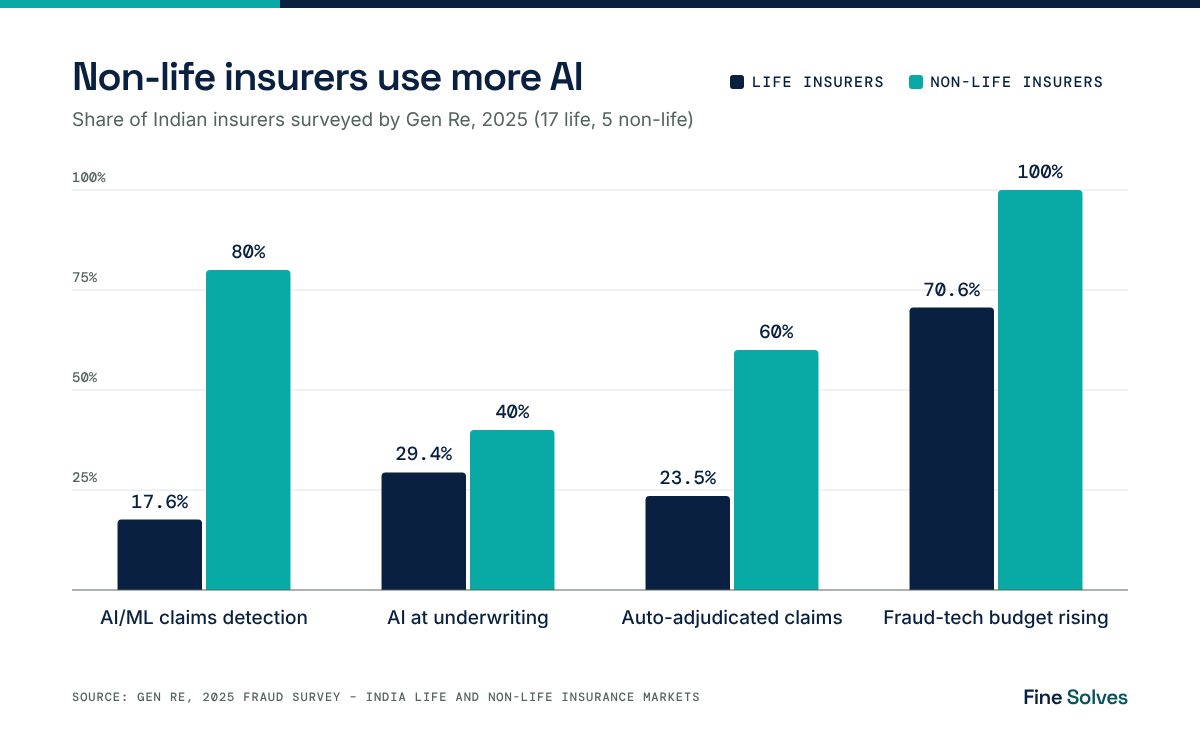 Non-life insurers use more AI
LIFE INSURERS
NON-LIFE INSURERS
Share of Indian insurers surveyed by Gen Re, 2025 (17 life, 5 non-life)
100%
75%
50%
25%
17.6%
80%
29.4%
40%
23.5%
60%
70.6%
100%
AI/ML claims detection
AI at underwriting
Auto-adjudicated claims
Fraud-tech budget rising
SOURCE: GEN RE, 2025 FRAUD SURVEY – INDIA LIFE AND NON-LIFE INSURANCE MARKETS
Fine Solves